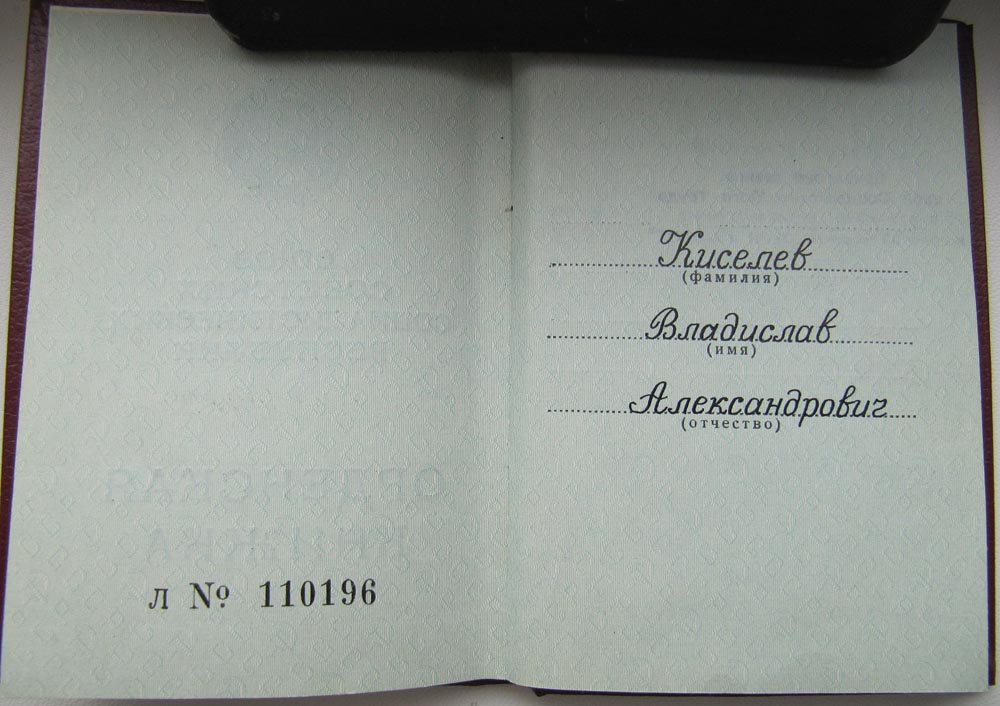 л № 110196
Киселев
(фамилия)
Владислав
(имя)
Александрович
(отчество)